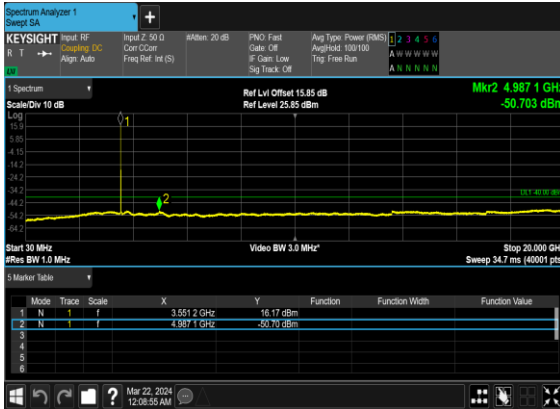 Spectrum Analyzer 1
Swept SA
+
KEYSIGHT Input: RF Input Z: 50 Ω #Atten: 20 dB PNO: Fast Avg Type: Power (RMS) 1 2 3 4 5 6
R T Coupling: DC Corr CCorr Gate: Off Avg|Hold: 100/100 A W W W W W
Align: Auto Freq Ref: Int (S) IF Gain: Low Trig: Free Run
Sig Track: Off A N N N N N
1 Spectrum Ref Lvl Offset 15.85 dB Mkr2 4.987 1 GHz
Scale/Div 10 dB Ref Level 25.85 dBm -50.703 dBm
Log
1
15.9
5.85
-4.15
-14.2
-24.2
-34.2
DL1 -40.00 dB
2
-44.2
-54.2
-64.2
Start 30 MHz Video BW 3.0 MHz* Stop 20.000 GH
#Res BW 1.0 MHz Sweep 34.7 ms (40001 pts
5 Marker Table
Mode Trace Scale X Y Function Function Width Function Value
1 N 1 f 3.551 2 GHz 16.17 dBm
2 N 1 f 4.987 1 GHz -50.70 dBm
3
4
5
6
? Mar 22, 2024
12:08:55 AM